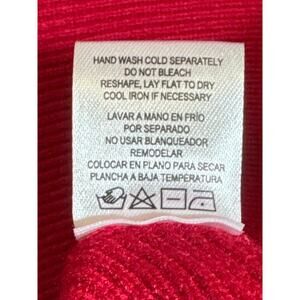 HAND WASH COLD SEPARATELY
DO NOT BLEACH
RESHAPE, LAY FLAT TO DRY
COOL IRON IF NECESSARY
LAVAR A MANO EN FRÍO
POR SEPARADO
NO USAR BLANQUEADOR
REMODELAR
COLOCAR EN PLANO PARA SECAR
PLANCHA A BAJA TEMPERATURA